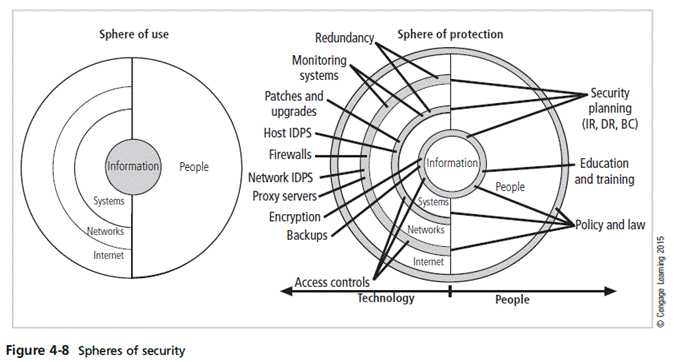 Sphere of use
Information
People
Systems
Networks
Internet
Sphere of protection
Redundancy
Monitoring
systems
Patches and
upgrades
Host IDPS
Firewalls
Network IDPS
Proxy servers
Encryption
Backups
Access controls
Information
People
Systems
Networks
Internet
Security
planning
(IR, DR, BC)
Education
and training
Policy and law
Technology
People
© Cengage Learning 2015
Figure 4-8 Spheres of security